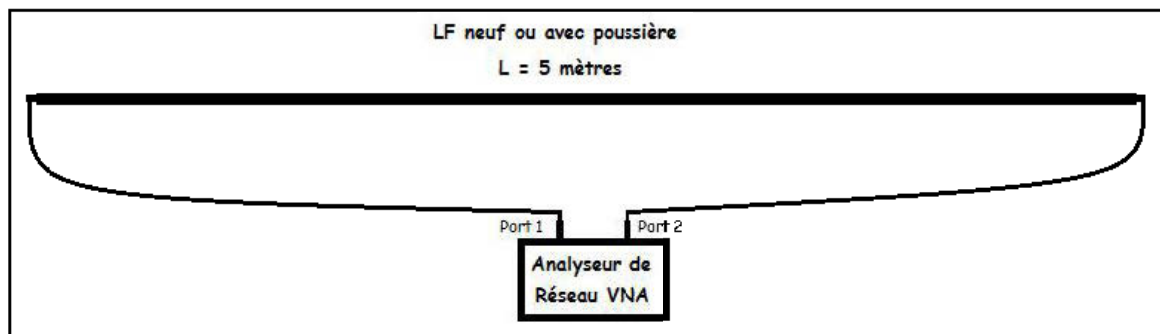 LF neuf ou avec poussière
L = 5 mètres
Port 1
Port 2
Analyseur de
Réseau VNA